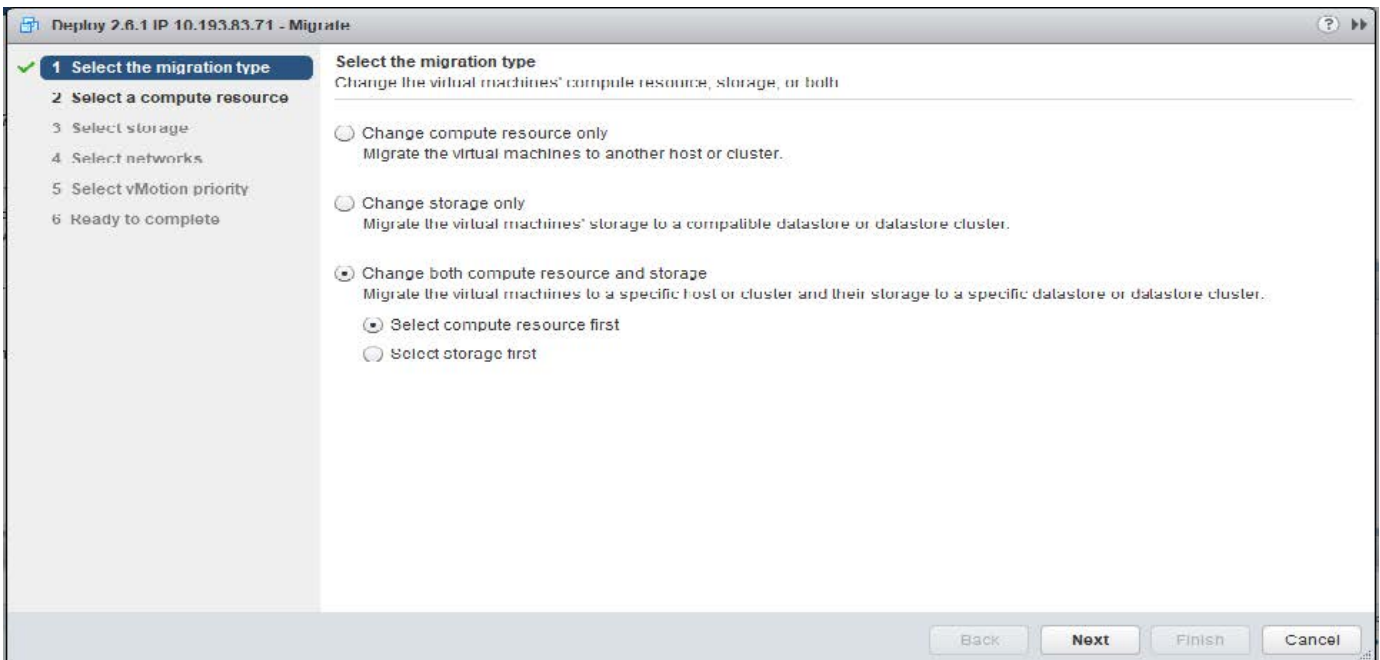 Deploy 2.6.1 IP 10.193.83.71 - Migrate
1 Select the migration type
2 Select a compute resource
3 Select storage
4 Select networks
5 Select vMotion priority
6 Ready to complete
Select the migration type
Change the virtual machines' compute resource, storage, or both
Change compute resource only
Migrate the virtual machines to another host or cluster.
Change storage only
Migrate the virtual machines' storage to a compatible datastore or datastore cluster.
Change both compute resource and storage
Migrate the virtual machines to a specific host or cluster and their storage to a specific datastore or datastore cluster.
Select compute resource first
Select storage first
Back Next Finish Cancel